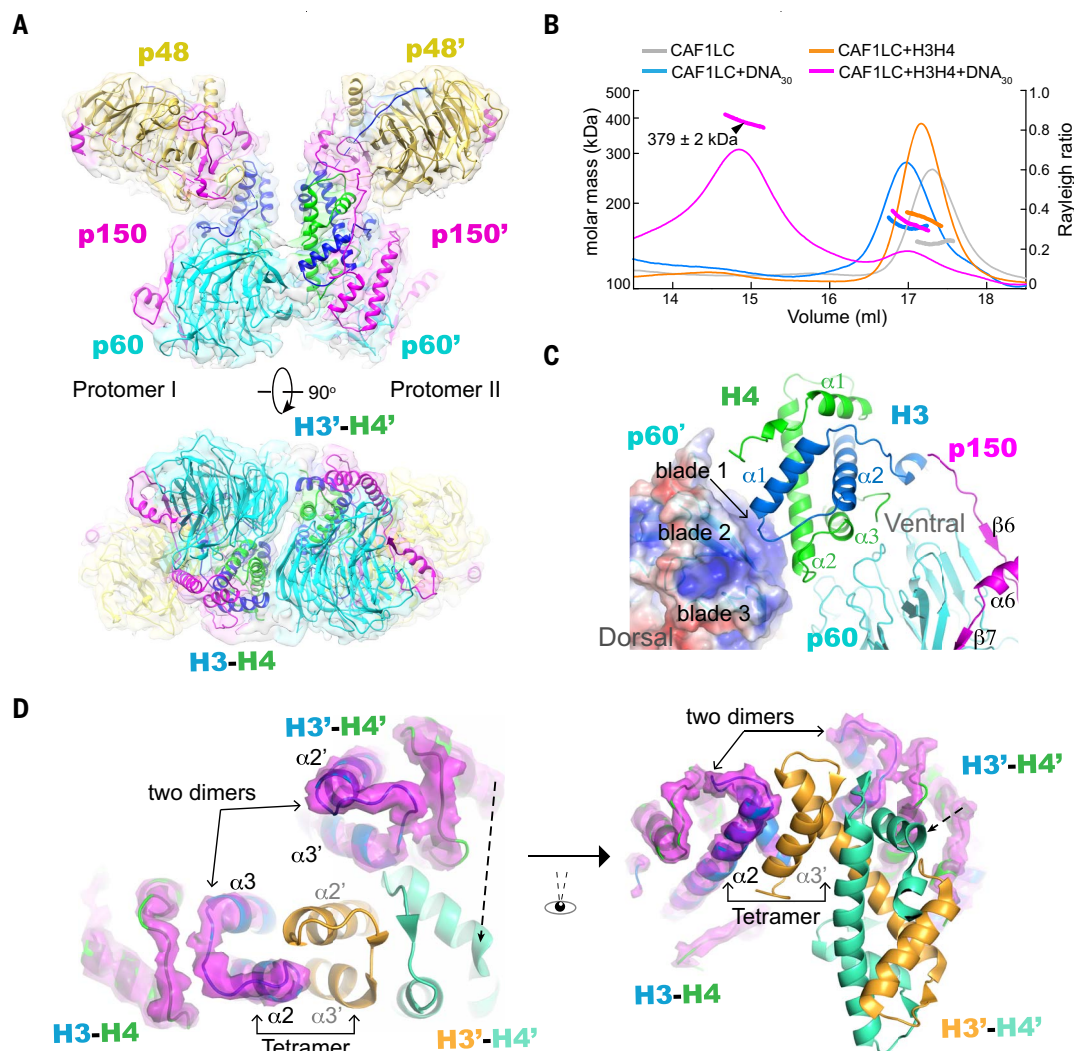 A
p48
p48'
p150
p150'
p60
p60'
Protomer I
90°
Protomer II
H3'-H4'
H3-H4
B
CAF1LC
CAF1LC+H3H4
CAF1LC+DNA30
CAF1LC+H3H4+DNA30
molar mass (kDa)
500
400
300
200
100
379 ± 2 kDa
1.0
0.8
0.6
0.4
0.2
0
Rayleigh ratio
14
15
16
17
18
Volume (ml)
C
H4
α1
H3
p60'
p150
blade 1
α1
α2
blade 2
α3
Ventral
β6
α2
blade 3
α6
Dorsal
p60
β7
D
H3'-H4'
α2'
two dimers
α3'
α3
α2'
α2
α3'
H3-H4
Tetramer
H3'-H4'
two dimers
H3'-H4'
α2
α3'
Tetramer
H3-H4
H3'-H4'